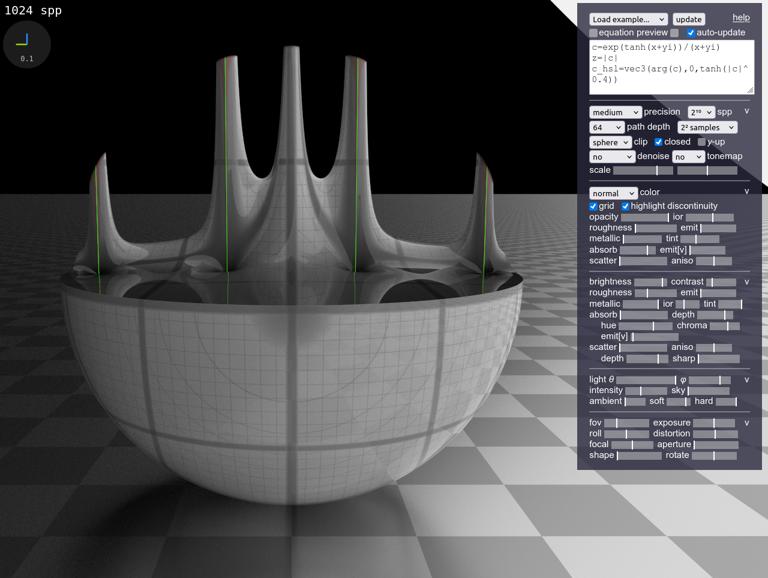 1024 spp
0.1
Load example... update help
equation preview auto-update
c=exp(tanh(x+yi))/(x+yi)
z=|c|
c_hsl=vec3(arg(c),0,tanh(|c|^
0.4))
medium precision 2¹⁰ spp v
64 path depth 2² samples
sphere clip closed y-up
no denoise no tonemap
scale
normal color v
grid highlight discontinuity
opacity ior
roughness emit
metallic tint
absorb emit[v]
scatter aniso
brightness contrast v
roughness emit
metallic ior tint
absorb depth
hue chroma
emit[v]
scatter aniso
depth sharp
light θ φ v
intensity sky
ambient soft hard
fov exposure v
roll distortion
focal aperture
shape rotate